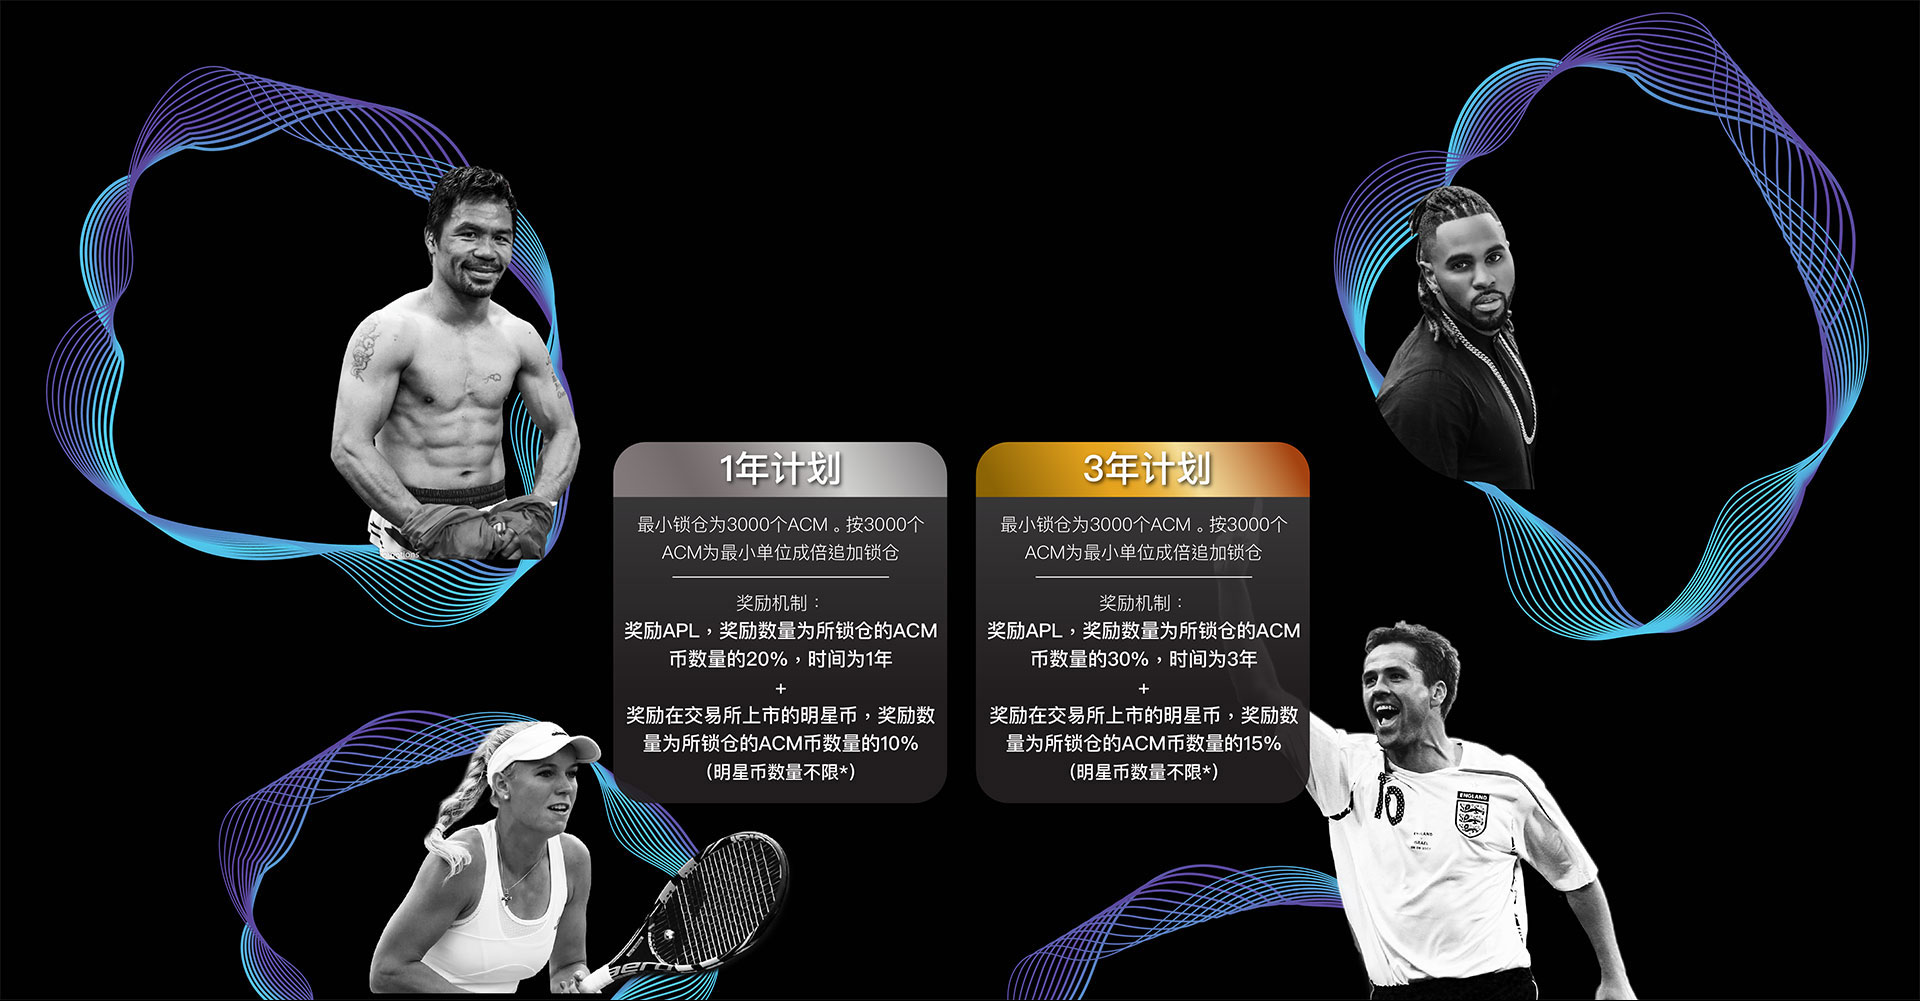 1年计划
最小锁仓为3000个ACM。按3000个
ACM为最小单位成倍追加锁仓
奖励机制：
奖励APL，奖励数量为所锁仓的ACM
币数量的20%，时间为1年
+
奖励在交易所上市的明星币，奖励数
量为所锁仓的ACM币数量的10%
(明星币数量不限*)
3年计划
最小锁仓为3000个ACM。按3000个
ACM为最小单位成倍追加锁仓
奖励机制：
奖励APL，奖励数量为所锁仓的ACM
币数量的30%，时间为3年
+
奖励在交易所上市的明星币，奖励数
量为所锁仓的ACM币数量的15%
(明星币数量不限*)
10
ENGLAND
ENGLAND
ISRAEL